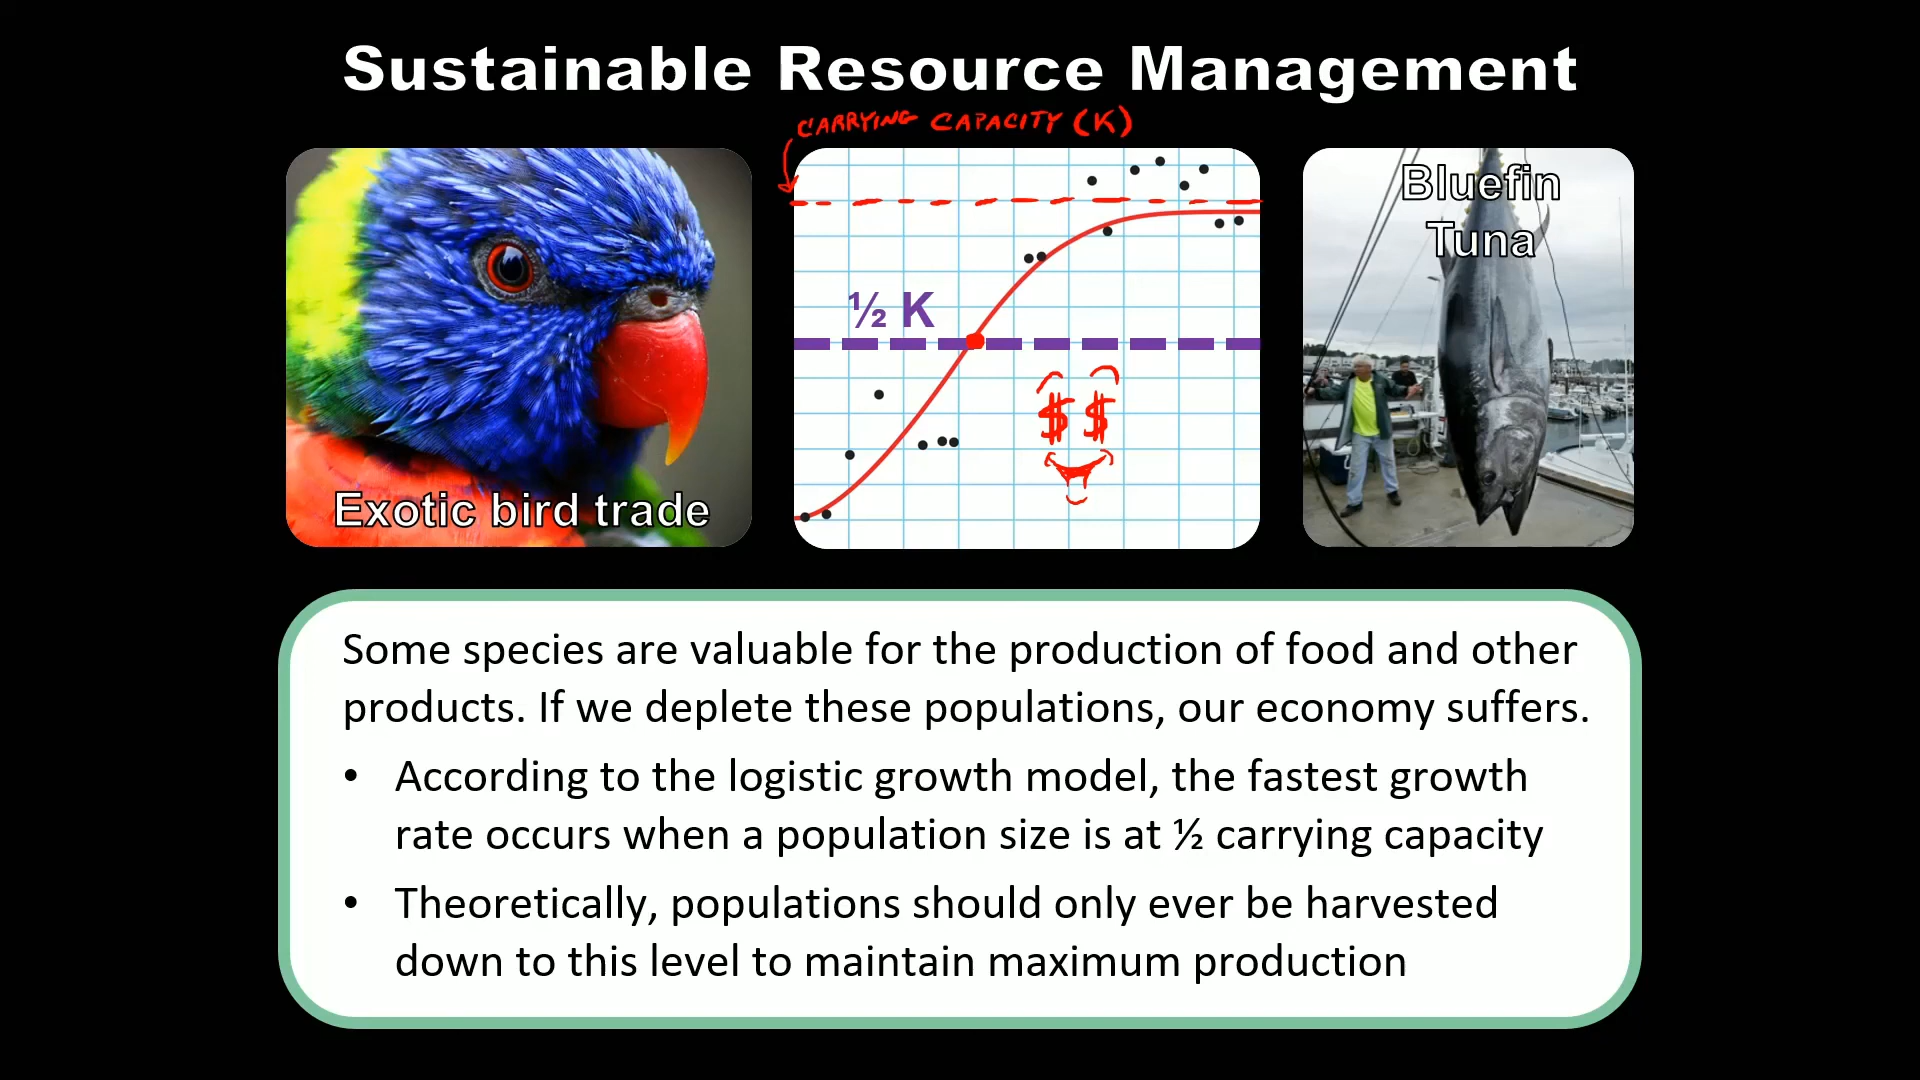 Sustainable Resource Management
CARRYING CAPACITY (K)
Exotic bird trade
½ K
$ $
Bluefin
Tuna
Some species are valuable for the production of food and other
products. If we deplete these populations, our economy suffers.
• According to the logistic growth model, the fastest growth
rate occurs when a population size is at ½ carrying capacity
• Theoretically, populations should only ever be harvested
down to this level to maintain maximum production